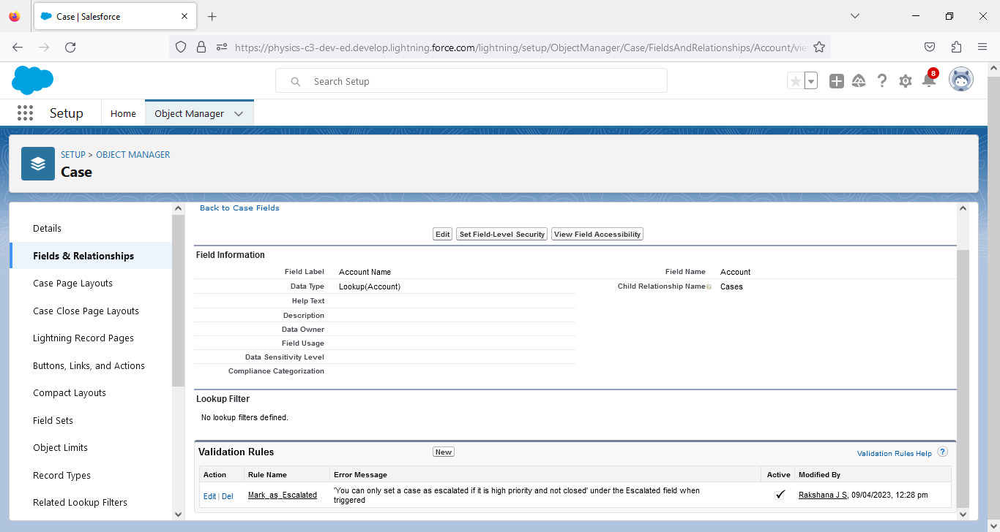 Case | Salesforce
https://physics-c3-dev-ed.develop.lightning.force.com/lightning/setup/ObjectManager/Case/FieldsAndRelationships/Account/vie
Search Setup
8
Setup
Home
Object Manager
SETUP > OBJECT MANAGER
Case
Details
Fields & Relationships
Case Page Layouts
Case Close Page Layouts
Lightning Record Pages
Buttons, Links, and Actions
Compact Layouts
Field Sets
Object Limits
Record Types
Related Lookup Filters
Back to Case Fields
Edit Set Field-Level Security View Field Accessibility
Field Information
Field Label Account Name Field Name Account
Data Type Lookup(Account) Child Relationship Name Cases
Help Text
Description
Data Owner
Field Usage
Data Sensitivity Level
Compliance Categorization
Lookup Filter
No lookup filters defined.
Validation Rules New Validation Rules Help ?
Action Rule Name Error Message Active Modified By
Edit | Del Mark_as_Escalated 'You can only set a case as escalated if it is high priority and not closed' under the Escalated field when
triggered
Rakshana J S, 09/04/2023, 12:28 pm